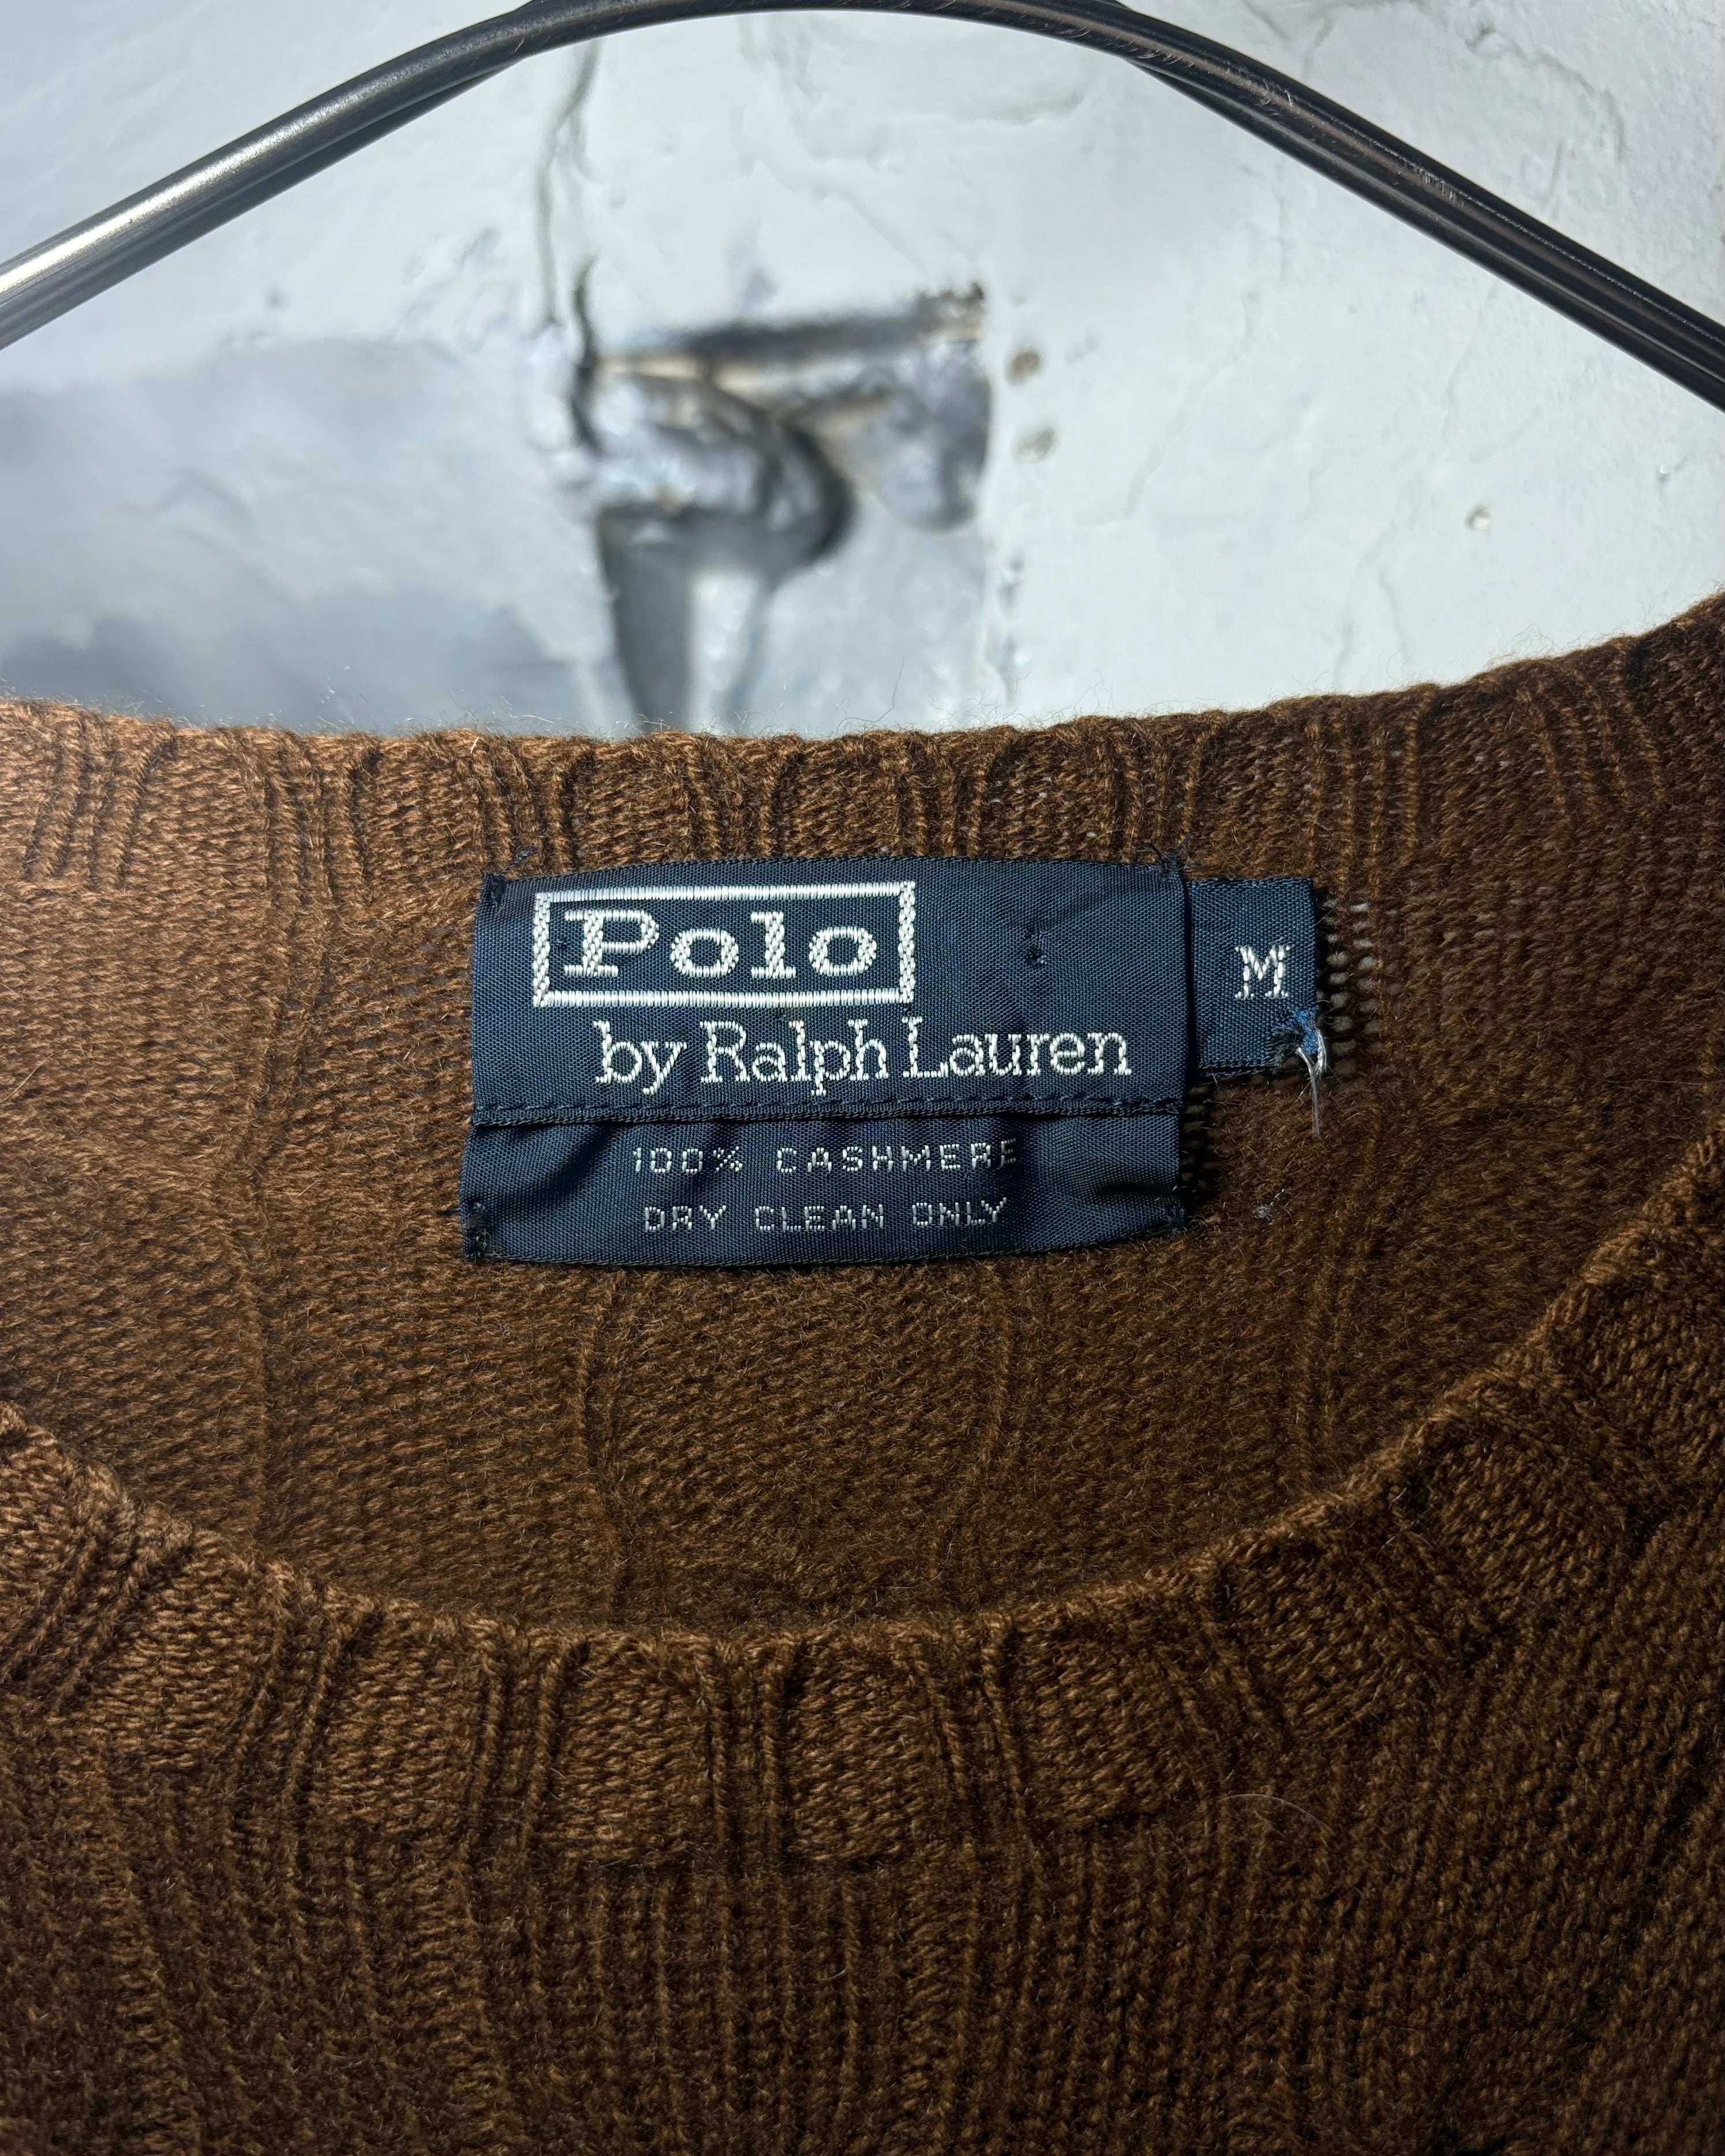 Polo
by Ralph Lauren
M
100% CASHMERE
DRY CLEAN ONLY